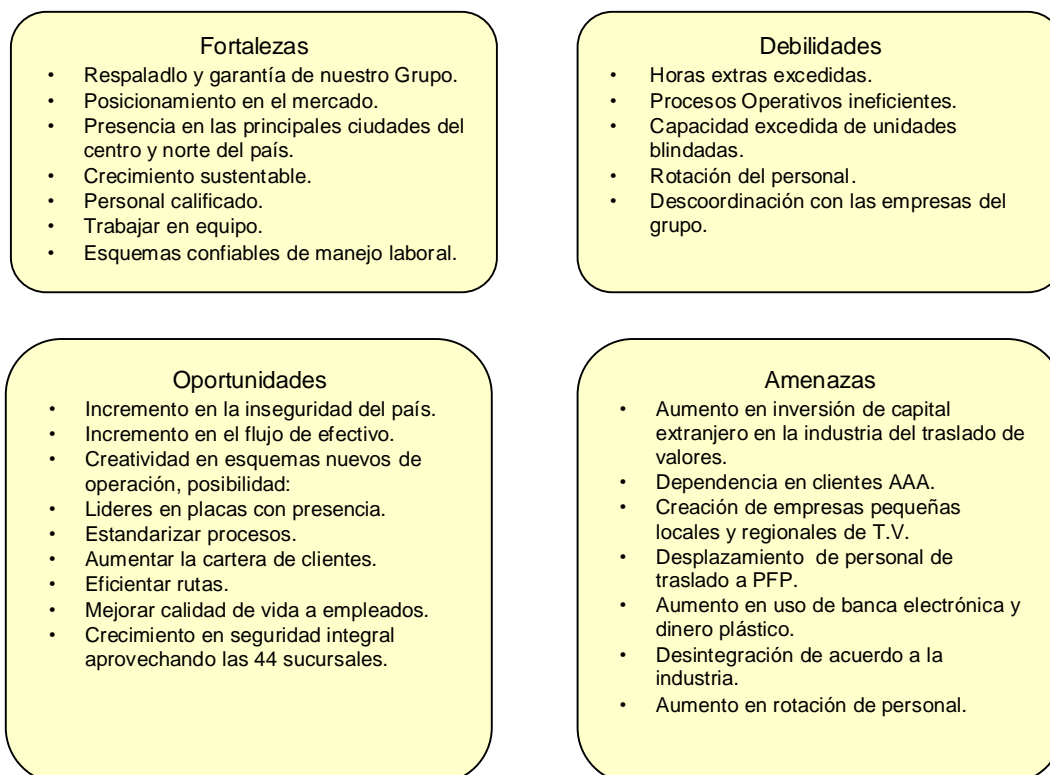 Fortalezas
• Respaladlo y garantía de nuestro Grupo.
• Posicionamiento en el mercado.
• Presencia en las principales ciudades del
centro y norte del país.
• Crecimiento sustentable.
• Personal calificado.
• Trabajar en equipo.
• Esquemas confiables de manejo laboral.
Debilidades
• Horas extras excedidas.
• Procesos Operativos ineficientes.
• Capacidad excedida de unidades
blindadas.
• Rotación del personal.
• Descoordinación con las empresas del
grupo.
Oportunidades
• Incremento en la inseguridad del país.
• Incremento en el flujo de efectivo.
• Creatividad en esquemas nuevos de
operación, posibilidad:
• Lideres en placas con presencia.
• Estandarizar procesos.
• Aumentar la cartera de clientes.
• Eficientar rutas.
• Mejorar calidad de vida a empleados.
• Crecimiento en seguridad integral
aprovechando las 44 sucursales.
Amenazas
• Aumento en inversión de capital
extranjero en la industria del traslado de
valores.
• Dependencia en clientes AAA.
• Creación de empresas pequeñas
locales y regionales de T.V.
• Desplazamiento de personal de
traslado a PFP.
• Aumento en uso de banca electrónica y
dinero plástico.
• Desintegración de acuerdo a la
industria.
• Aumento en rotación de personal.